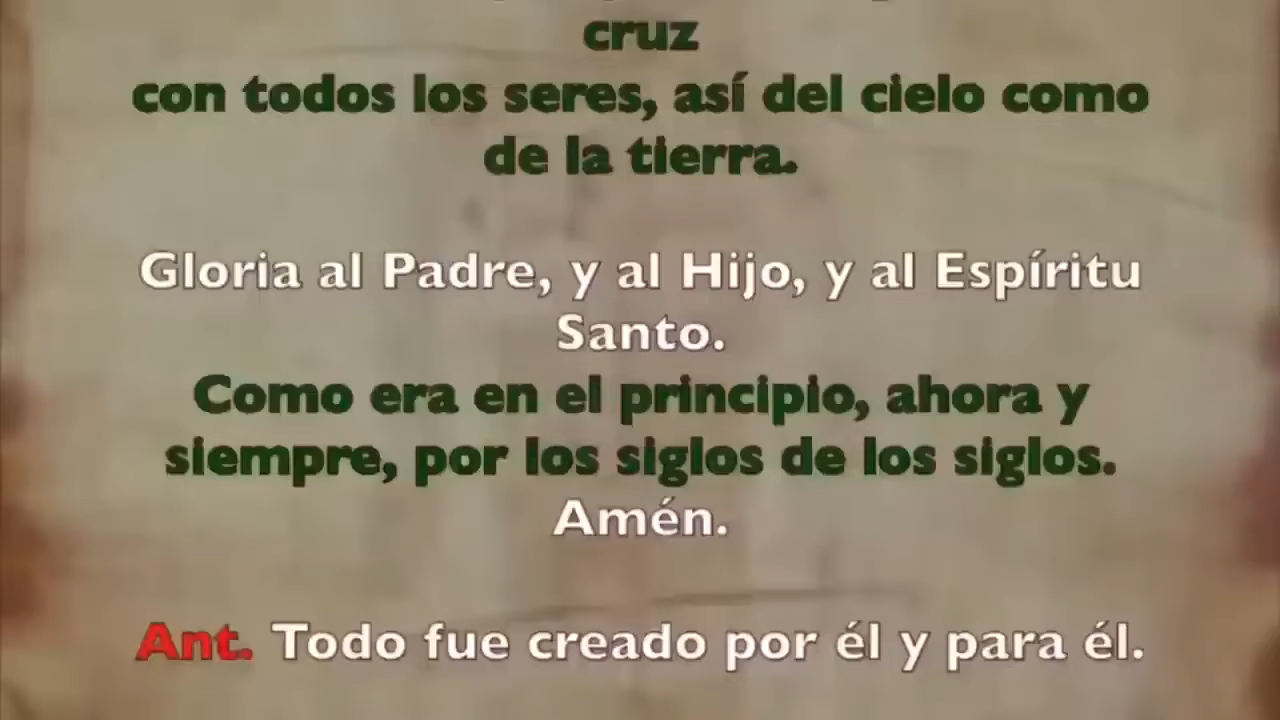 cruz
con todos los seres, así del cielo como
de la tierra.
Gloria al Padre, y al Hijo, y al Espíritu
Santo.
Como era en el principio, ahora y
siempre, por los siglos de los siglos.
Amén.
Ant. Todo fue creado por él y para él.